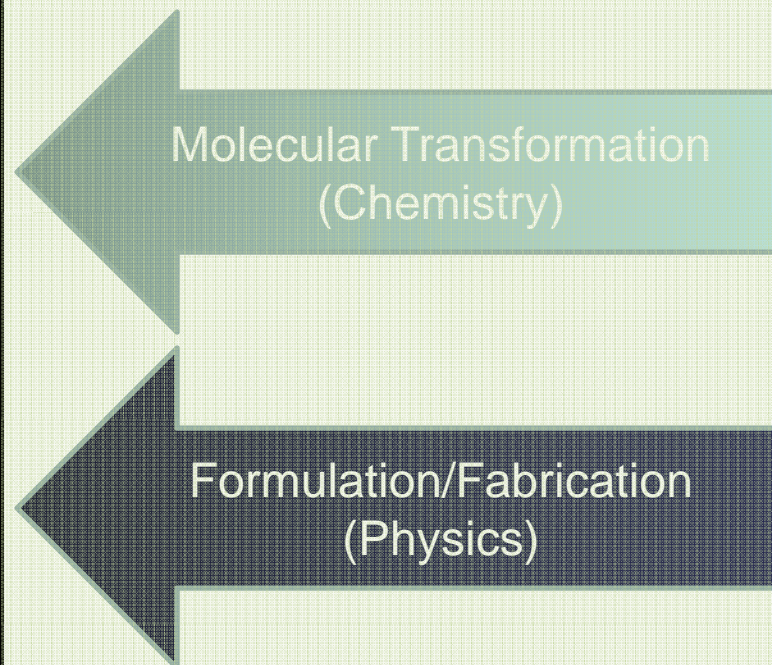 Molecular Transformation
(Chemistry)
Formulation/Fabrication
(Physics)